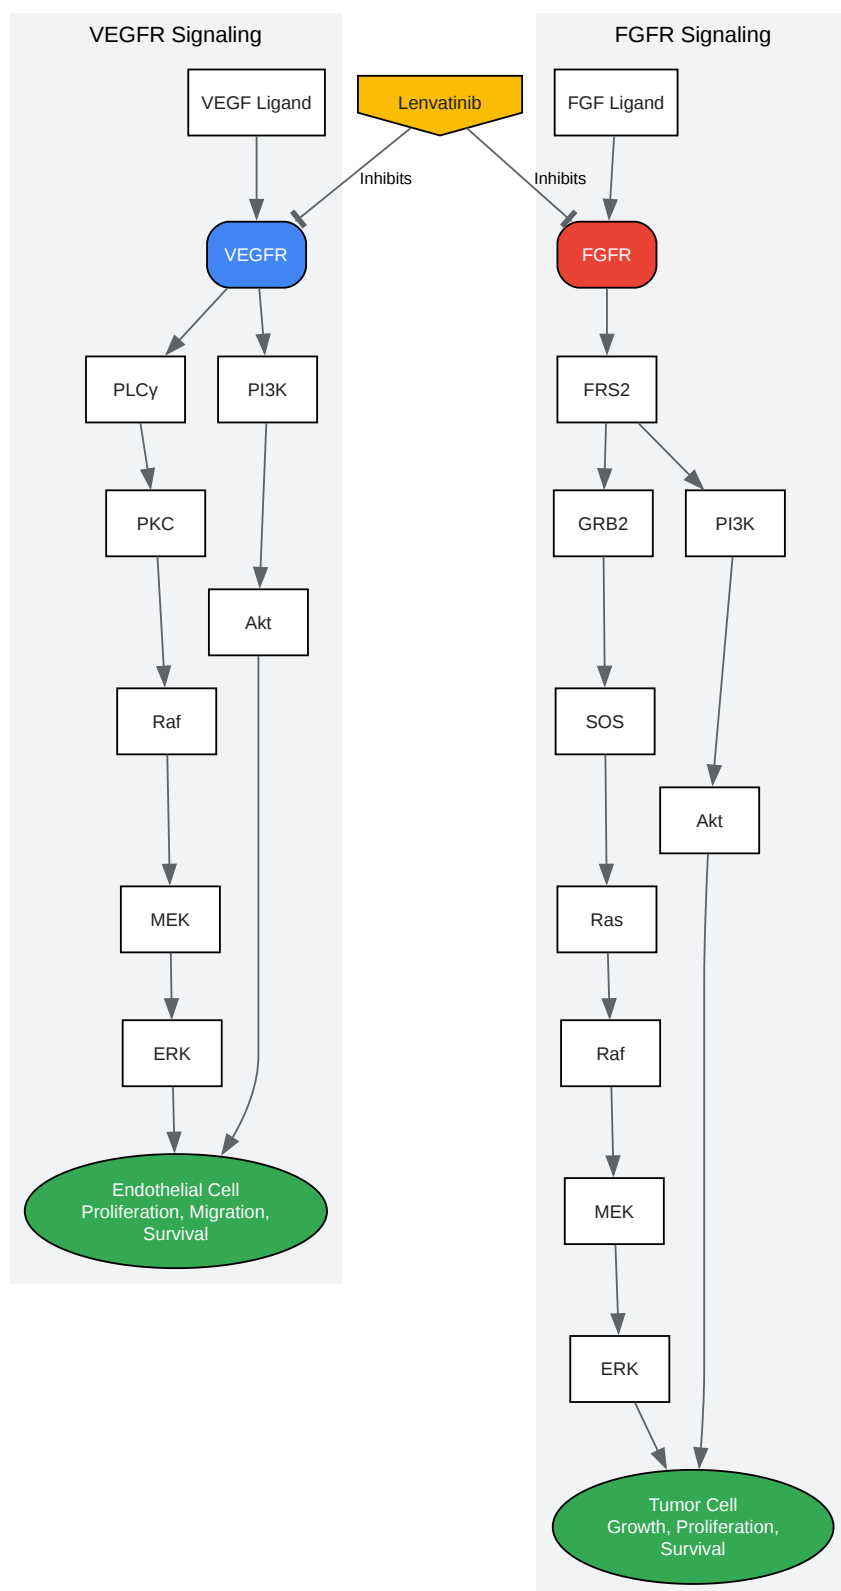 VEGFR Signaling
FGFR Signaling
VEGF Ligand
Lenvatinib
FGF Ligand
Inhibits
Inhibits
VEGFR
FGFR
PLCγ
PI3K
FRS2
PKC
GRB2
PI3K
Akt
Raf
SOS
Akt
MEK
Ras
ERK
Raf
Endothelial Cell
Proliferation, Migration,
Survival
MEK
ERK
Tumor Cell
Growth, Proliferation,
Survival